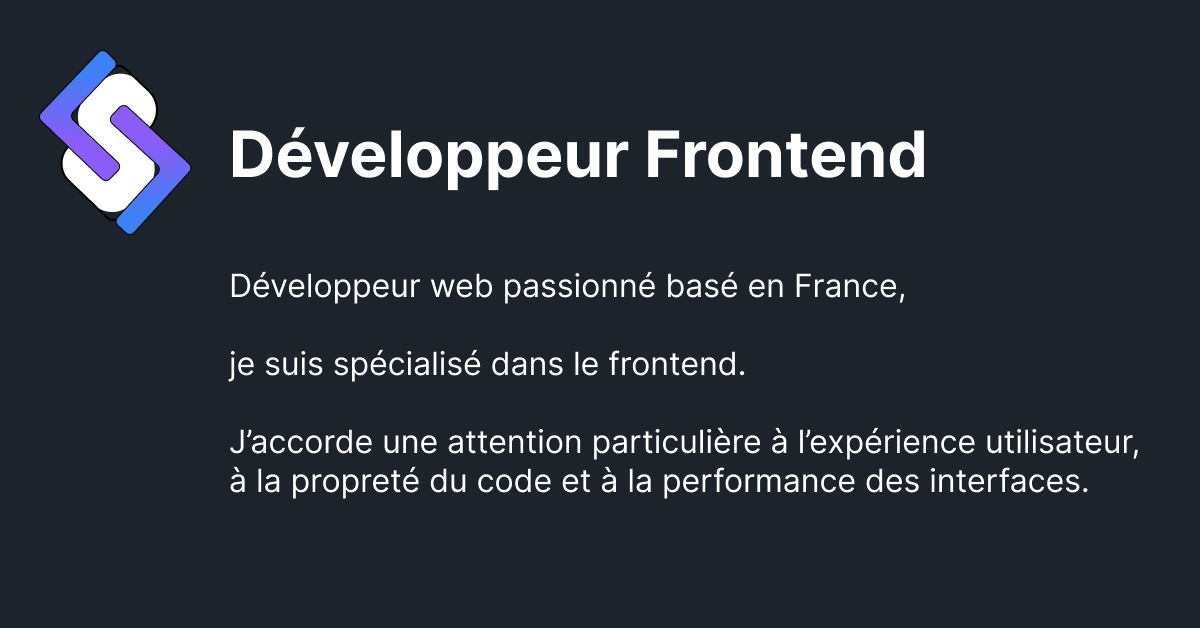 Développeur Frontend
Développeur web passionné basé en France,
je suis spécialisé dans le frontend.
J’accorde une attention particulière à l’expérience utilisateur,
à la propreté du code et à la performance des interfaces.